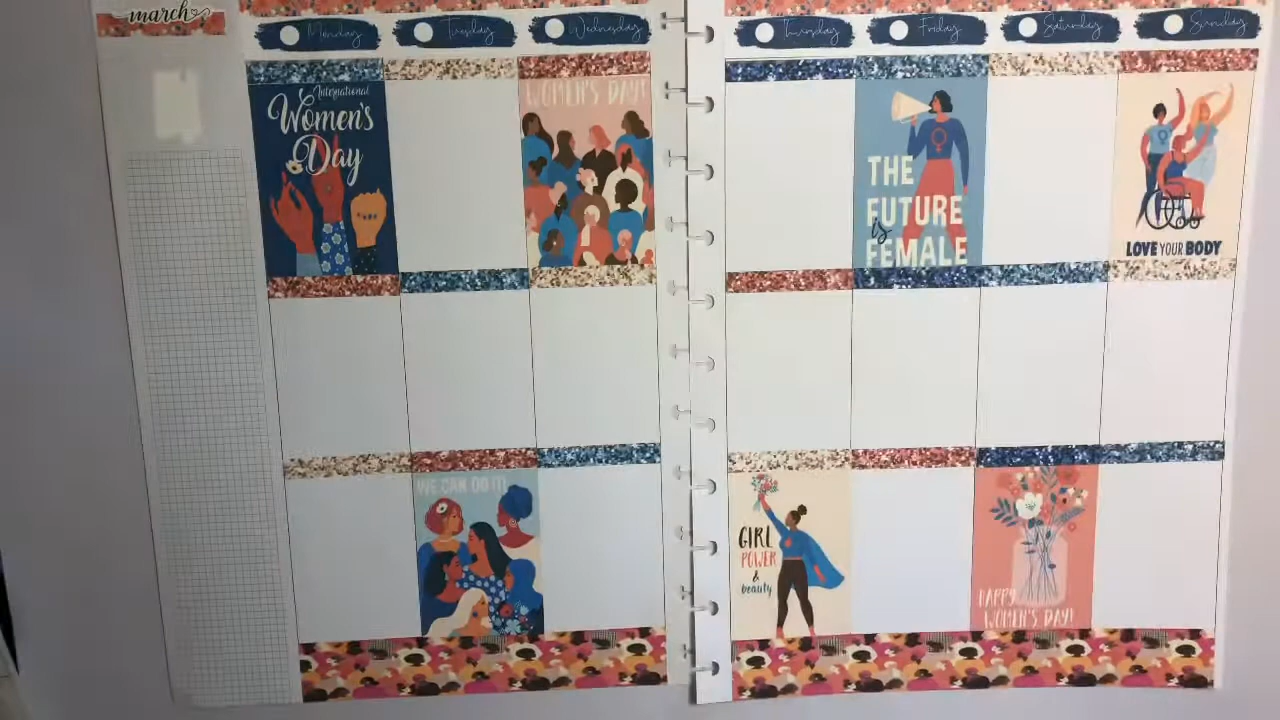 march
Monday
Tuesday
Wednesday
Thursday
Friday
Saturday
Sunday
International
Women's
Day
WOMEN'S DAY!
THE
FUTURE
is
FEMALE
LOVE YOUR BODY
WE CAN DO IT!
GIRL
POWER
&
beauty
HAPPY
WOMEN'S DAY!